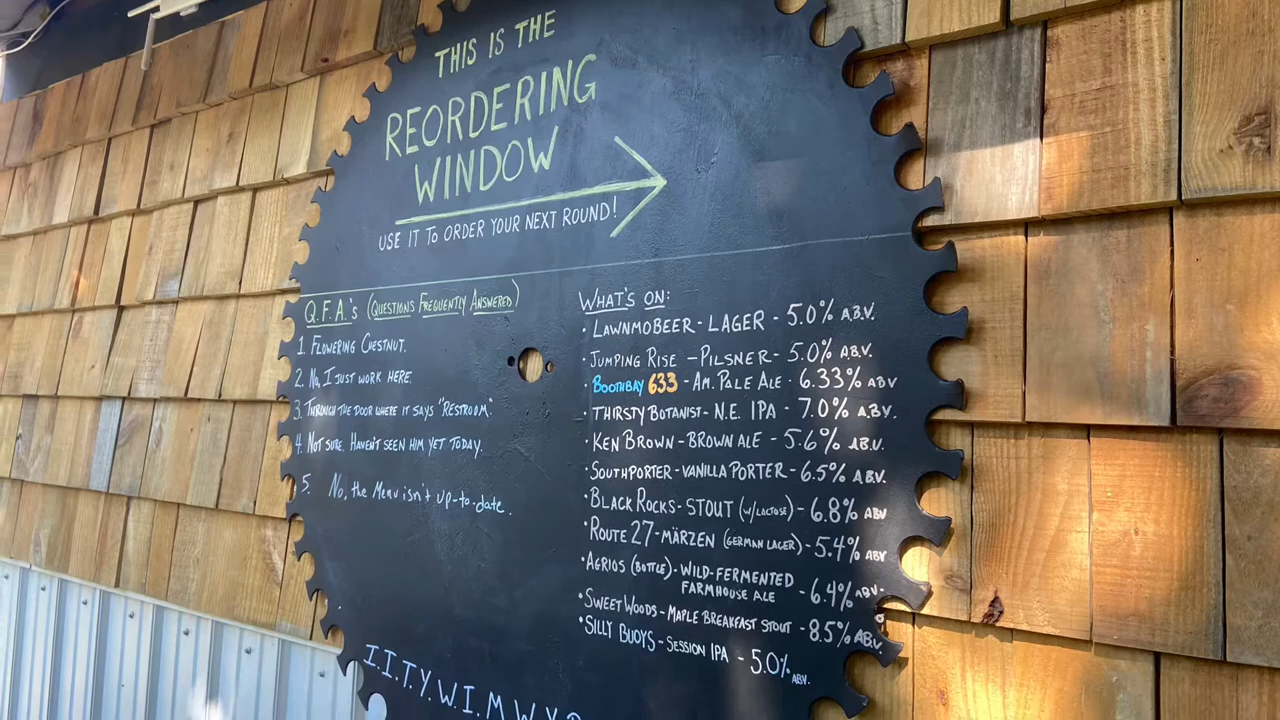 THIS IS THE
REORDERING
WINDOW
USE IT TO ORDER YOUR NEXT ROUND!
Q.F.A.'s (QUESTIONS FREQUENTLY ANSWERED)
1. FLOWERING CHESTNUT.
2. NO, I JUST WORK HERE.
3. THROUGH THE DOOR WHERE IT SAYS "RESTROOM".
4. NOT SURE. HAVEN'T SEEN HIM YET TODAY.
5. No, the Menu isn't up-to-date.
WHAT'S ON:
· LAWNMOBEER - LAGER - 5.0% A.B.V.
· JUMPING RISE - PILSNER - 5.0% A.B.V.
· BOOTHBAY 633 - AM. PALE ALE - 6.33% ABV
· THIRSTY BOTANIST - N.E. IPA - 7.0% A.B.V.
· KEN BROWN - BROWN ALE - 5.6% A.B.V.
· SOUTHPORTER - VANILLA PORTER - 6.5% A.B.V.
· BLACK ROCKS - STOUT (W/LACTOSE) - 6.8% ABV
· ROUTE 27 - MÄRZEN (GERMAN LAGER) - 5.4% ABV
· AGRIOS (BOTTLE) - WILD-FERMENTED
FARMHOUSE ALE - 6.4% ABV.
· SWEET WOODS - MAPLE BREAKFAST STOUT - 8.5% ABV.
· SILLY BUOYS - SESSION IPA - 5.0% ABV.
I.I.T.Y.W.I.M.W.Y.